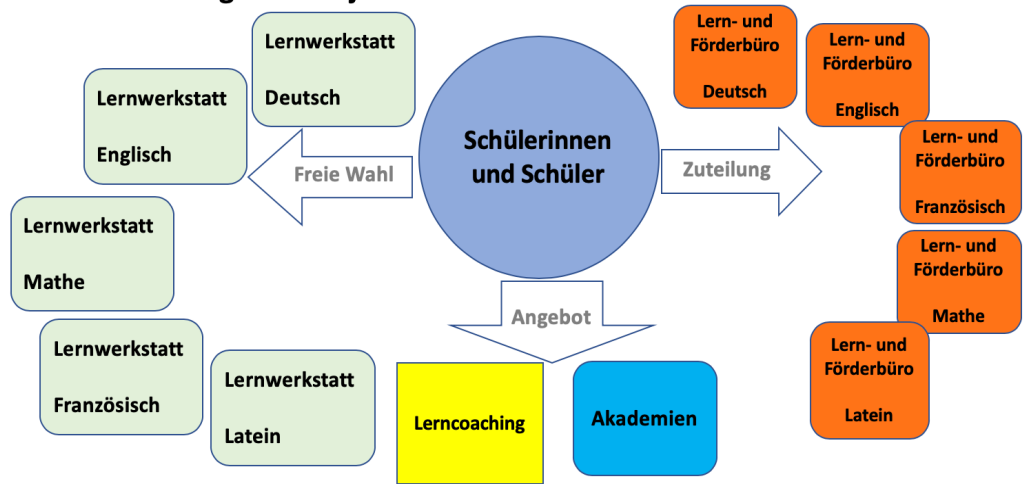 Lernwerkstatt
Deutsch
Lernwerkstatt
Englisch
Lernwerkstatt
Mathe
Lernwerkstatt
Französisch
Lernwerkstatt
Latein
Freie Wahl
Schülerinnen
und Schüler
Zuteilung
Angebot
Lerncoaching
Akademien
Lern- und
Förderbüro
Deutsch
Lern- und
Förderbüro
Englisch
Lern- und
Förderbüro
Französisch
Lern- und
Förderbüro
Mathe
Lern- und
Förderbüro
Latein